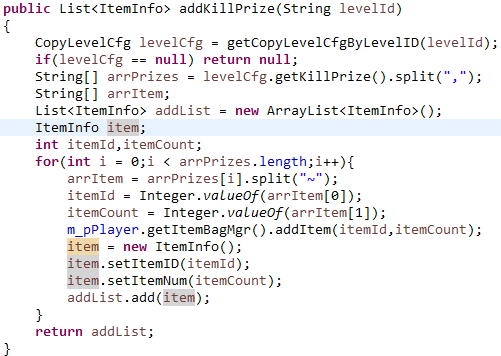 public List<ItemInfo> addKillPrize(String levelId)
{
    CopyLevelCfg levelCfg = getCopyLevelCfgByLevelID(levelId);
    if(levelCfg == null) return null;
    String[] arrPrizes = levelCfg.getKillPrize().split(",");
    String[] arrItem;
    List<ItemInfo> addList = new ArrayList<ItemInfo>();
    ItemInfo item;
    int itemId,itemCount;
    for(int i = 0;i < arrPrizes.length;i++){
        arrItem = arrPrizes[i].split("~");
        itemId = Integer.valueOf(arrItem[0]);
        itemCount = Integer.valueOf(arrItem[1]);
        m_pPlayer.getItemBagMgr().addItem(itemId,itemCount);
        item = new ItemInfo();
        item.setItemID(itemId);
        item.setItemNum(itemCount);
        addList.add(item);
    }
    return addList;
}